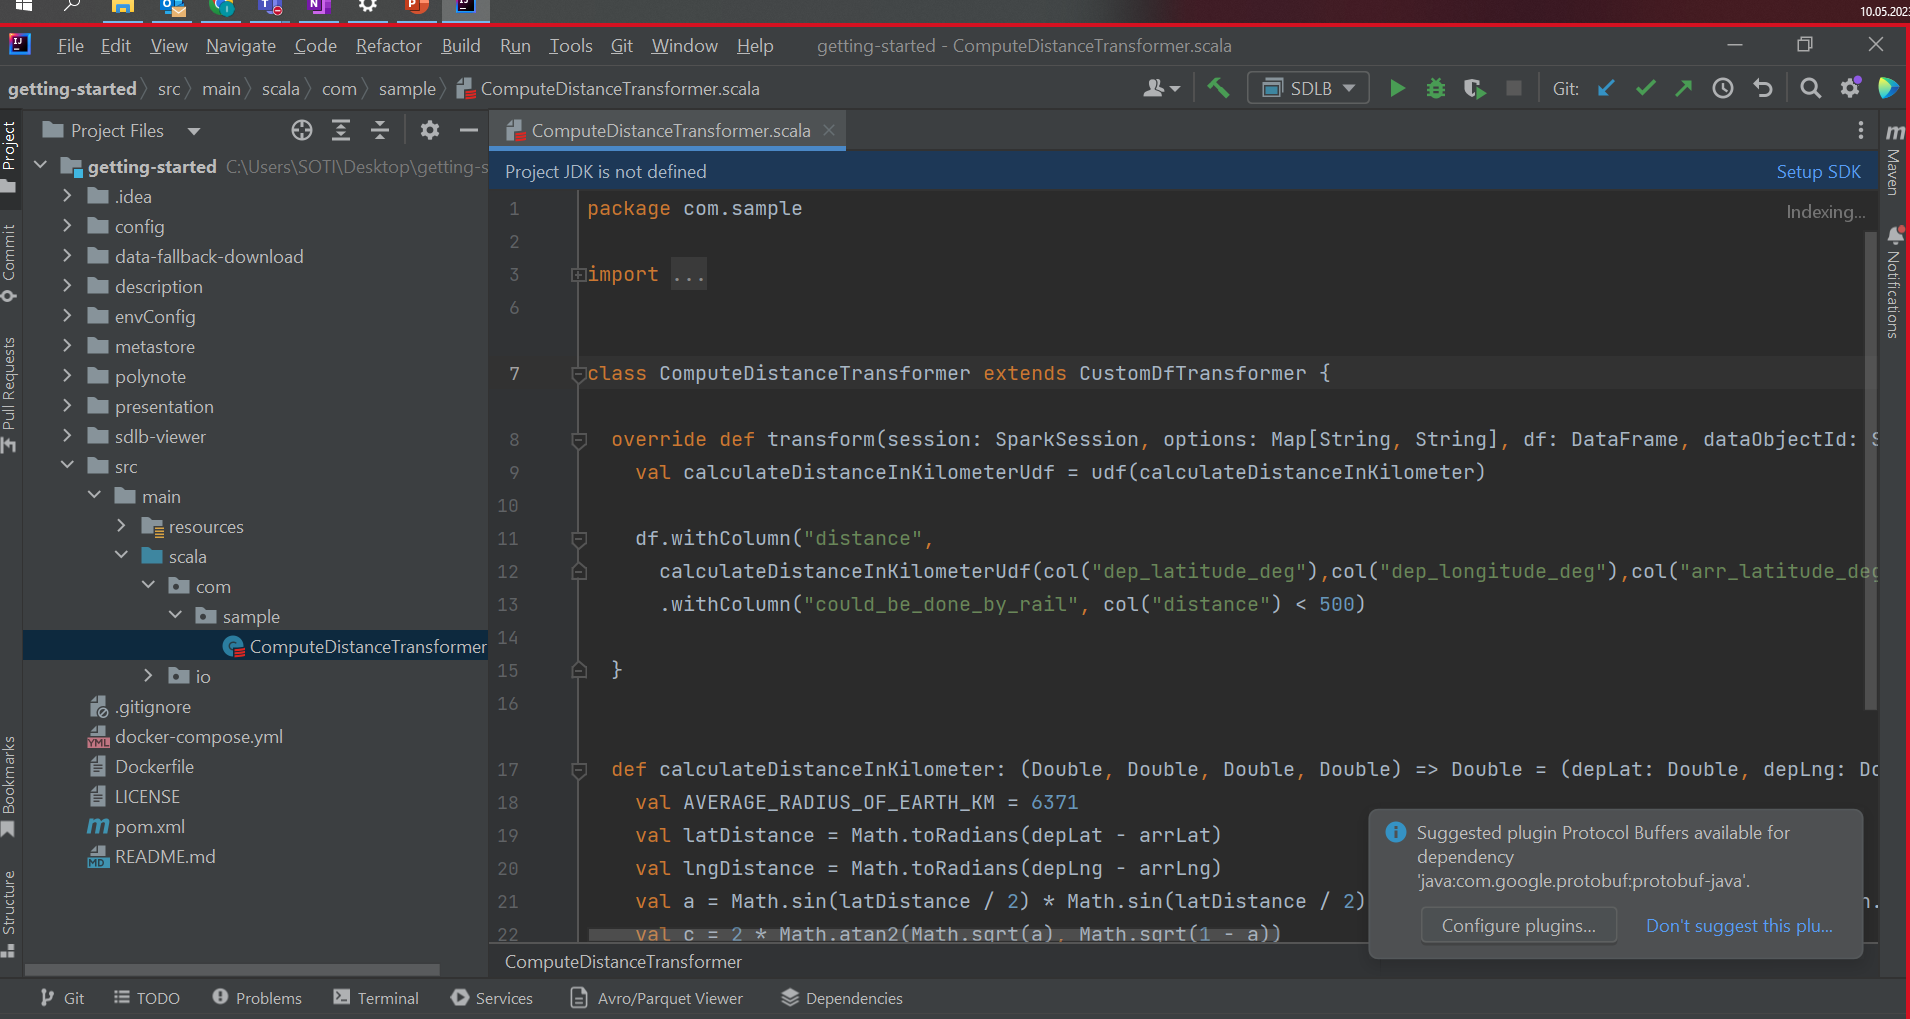 10.05.2023
File Edit View Navigate Code Refactor Build Run Tools Git Window Help getting-started - ComputeDistanceTransformer.scala
getting-started src main scala com sample ComputeDistanceTransformer.scala SDLB Git:
Project Files
ComputeDistanceTransformer.scala
Project JDK is not defined Setup SDK
Indexing...
Project
Commit
Pull Requests
Bookmarks
Structure
getting-started C:\Users\SOTI\Desktop\getting-s
.idea
config
data-fallback-download
description
envConfig
metastore
polynote
presentation
sdlb-viewer
src
main
resources
scala
com
sample
ComputeDistanceTransformer
io
.gitignore
docker-compose.yml
Dockerfile
LICENSE
pom.xml
README.md
1 package com.sample
2
3 import ...
6
7 class ComputeDistanceTransformer extends CustomDfTransformer {
8 override def transform(session: SparkSession, options: Map[String, String], df: DataFrame, dataObjectId: S
9 val calculateDistanceInKilometerUdf = udf(calculateDistanceInKilometer)
10
11 df.withColumn("distance",
12 calculateDistanceInKilometerUdf(col("dep_latitude_deg"),col("dep_longitude_deg"),col("arr_latitude_deg
13 .withColumn("could_be_done_by_rail", col("distance") < 500)
14
15 }
16
17 def calculateDistanceInKilometer: (Double, Double, Double, Double) => Double = (depLat: Double, depLng: Do
18 val AVERAGE_RADIUS_OF_EARTH_KM = 6371
19 val latDistance = Math.toRadians(depLat - arrLat)
20 val lngDistance = Math.toRadians(depLng - arrLng)
21 val a = Math.sin(latDistance / 2) * Math.sin(latDistance / 2)
22 val c = 2 * Math.atan2(Math.sqrt(a), Math.sqrt(1 - a))
ComputeDistanceTransformer
Maven
Notifications
Suggested plugin Protocol Buffers available for
dependency
'java:com.google.protobuf:protobuf-java'.
Configure plugins... Don't suggest this plu...
Git TODO Problems Terminal Services Avro/Parquet Viewer Dependencies